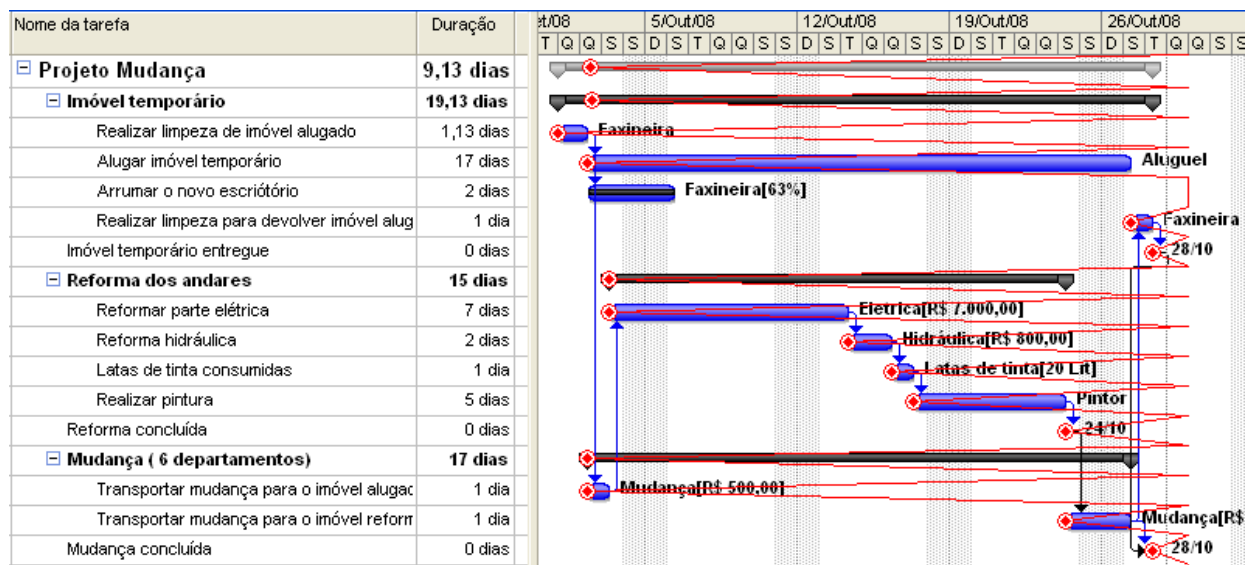 Nome da tarefa Duração et/08 5/Out/08 12/Out/08 19/Out/08 26/Out/08
T Q Q S S D S T Q Q S S D S T Q Q S S D S T Q Q S S D S T Q Q S S
Projeto Mudança 9,13 dias
Imóvel temporário 19,13 dias
Realizar limpeza de imóvel alugado 1,13 dias Faxineira
Alugar imóvel temporário 17 dias Aluguel
Arrumar o novo escriótório 2 dias Faxineira[63%]
Realizar limpeza para devolver imóvel alug 1 dia Faxineira
Imóvel temporário entregue 0 dias 28/10
Reforma dos andares 15 dias
Reformar parte elétrica 7 dias Eletrica[R$ 7.000,00]
Reforma hidráulica 2 dias Hidráulica[R$ 800,00]
Latas de tinta consumidas 1 dia Latas de tinta[20 Lit]
Realizar pintura 5 dias Pintor
Reforma concluída 0 dias 24/10
Mudança ( 6 departamentos) 17 dias
Transportar mudança para o imóvel alugac 1 dia Mudança[R$ 500,00]
Transportar mudança para o imóvel reform 1 dia Mudança[R$
Mudança concluída 0 dias 28/10